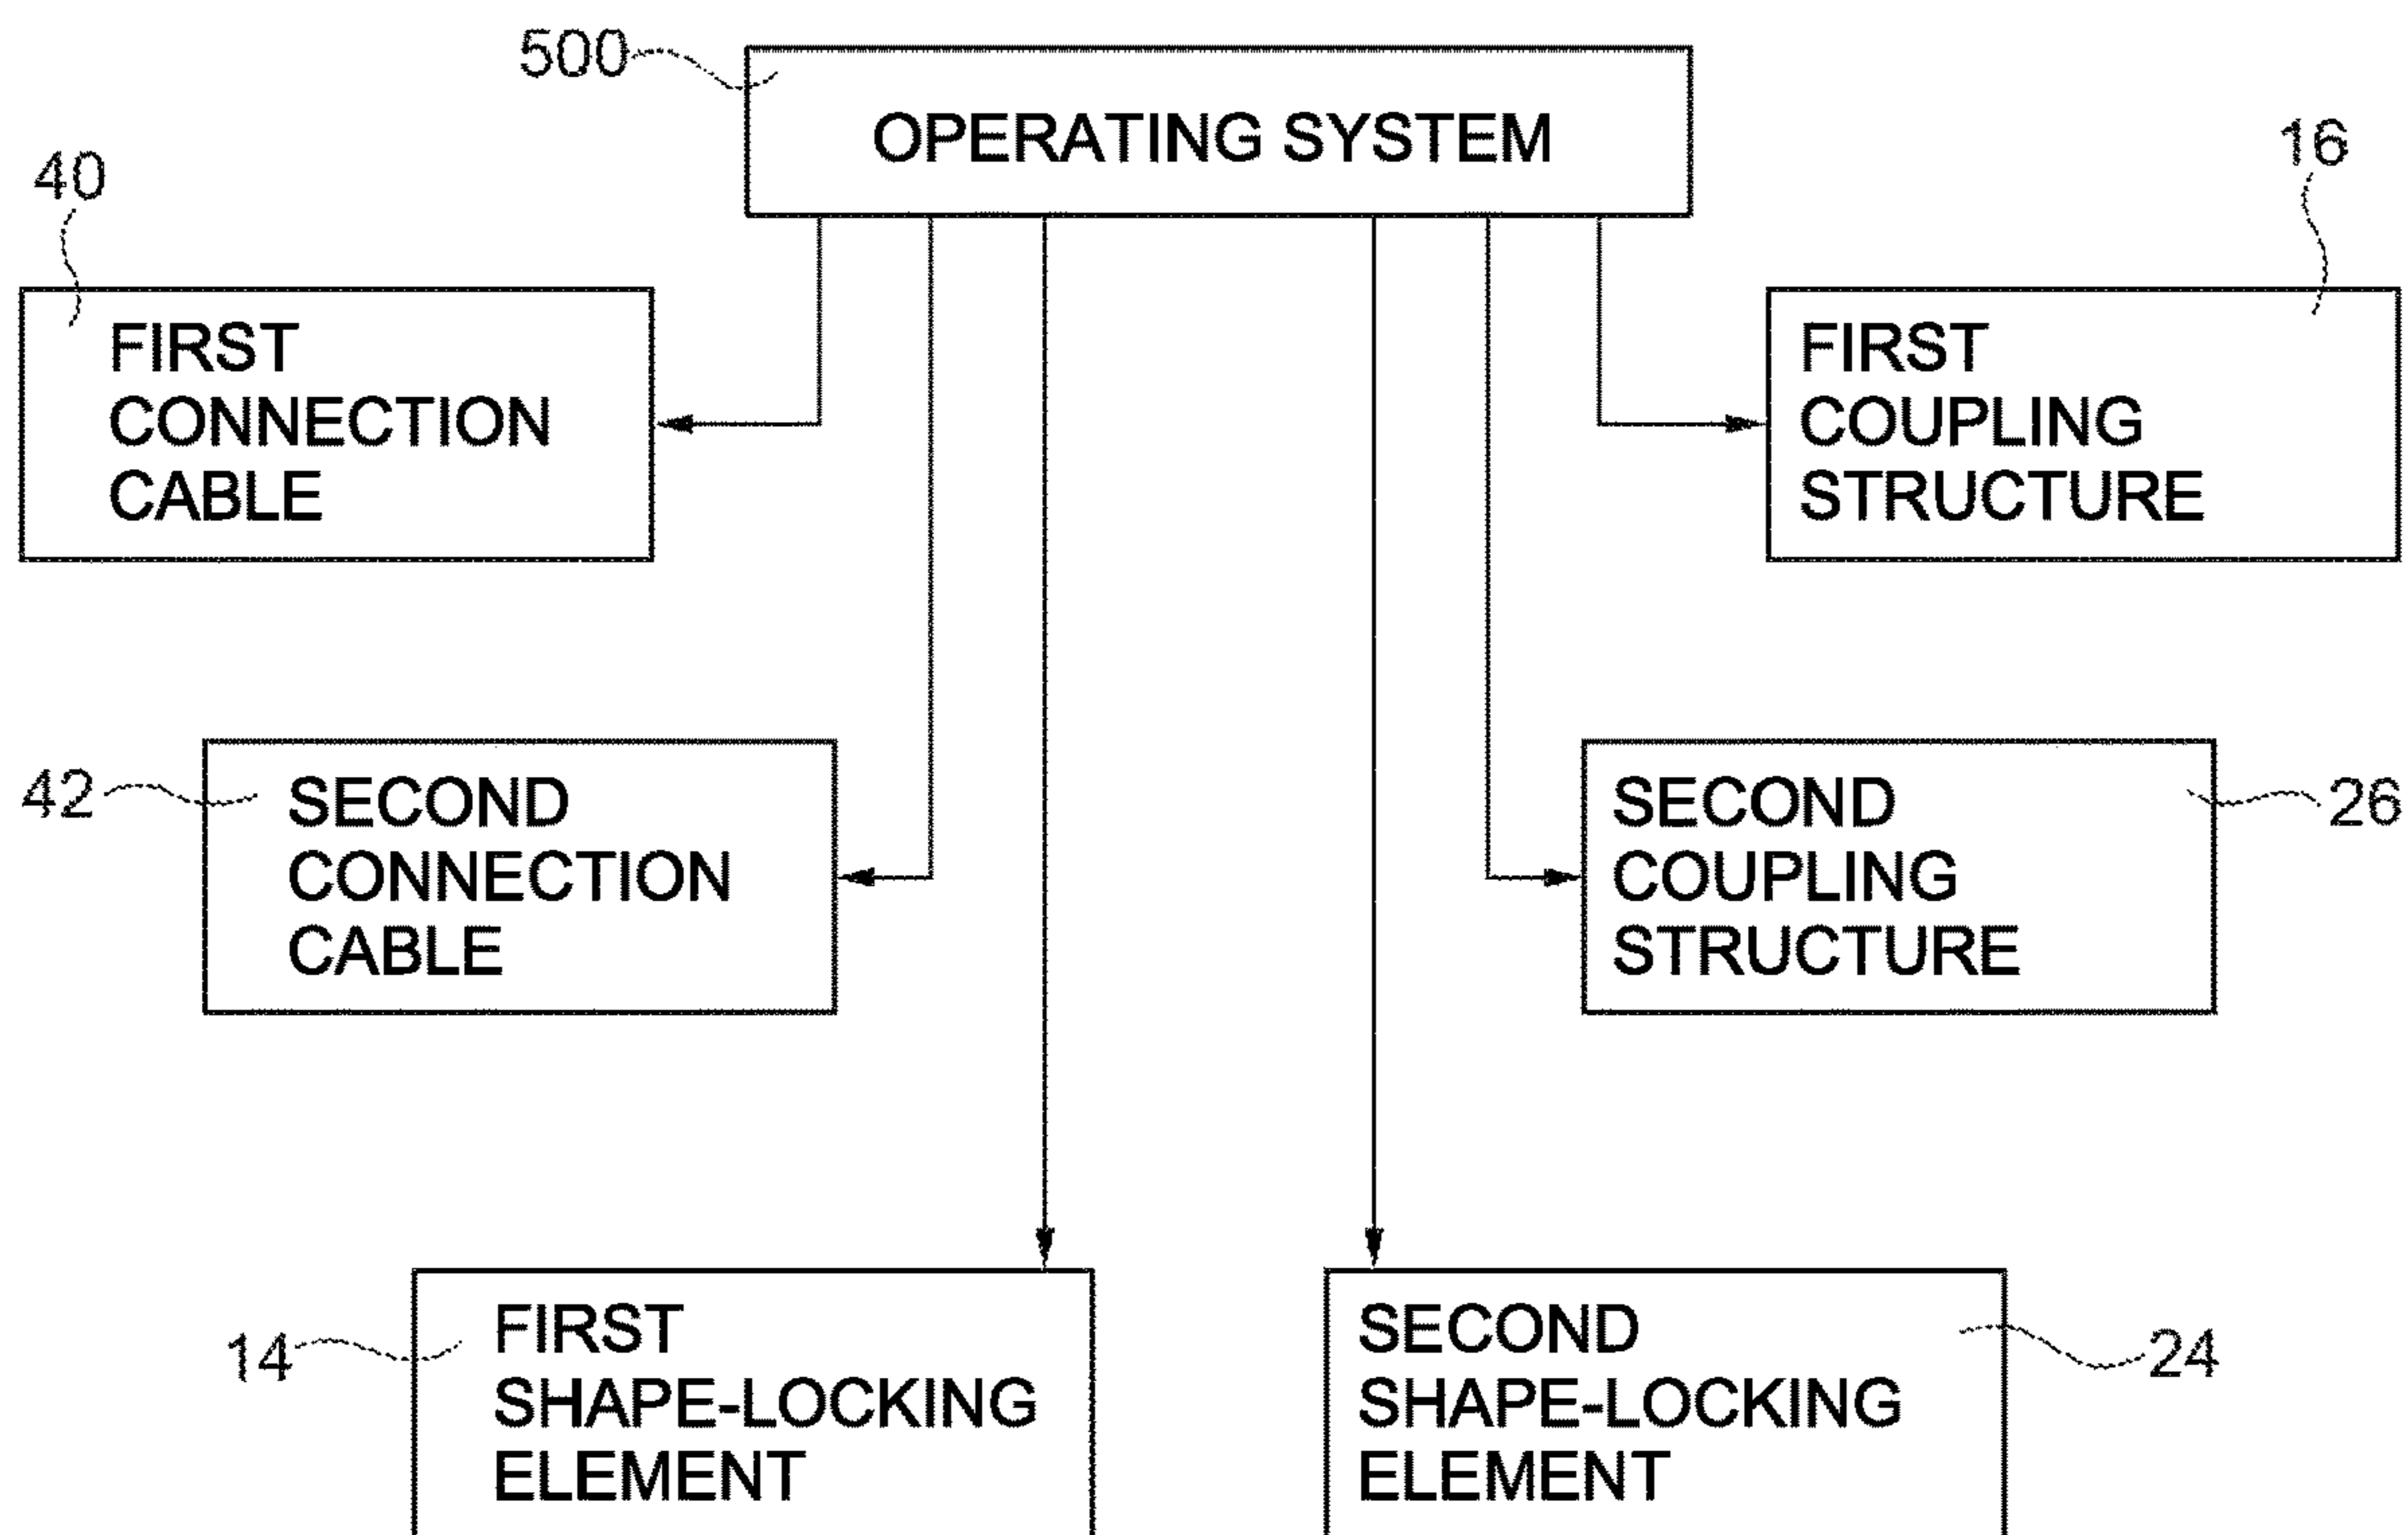 500
OPERATING SYSTEM
40
16
FIRST
CONNECTION
CABLE
FIRST
COUPLING
STRUCTURE
42
SECOND
CONNECTION
CABLE
SECOND
COUPLING
STRUCTURE
26
14
FIRST
SHAPE-LOCKING
ELEMENT
SECOND
SHAPE-LOCKING
ELEMENT
24